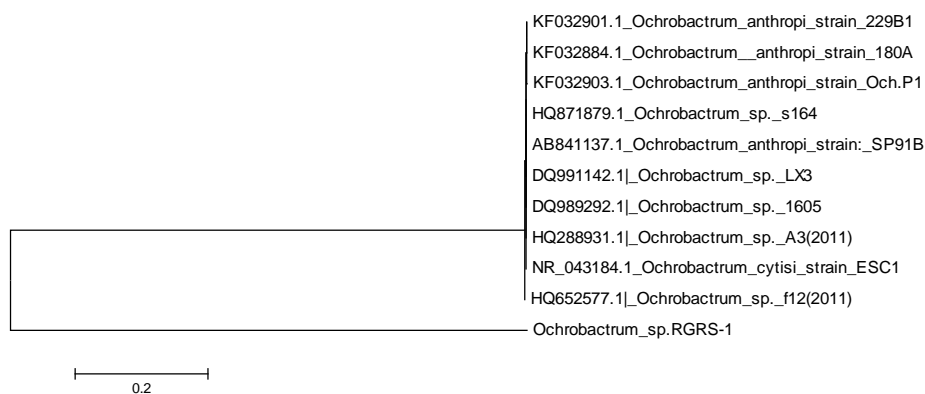 KF032901.1_Ochrobactrum_anthropi_strain_229B1
KF032884.1_Ochrobactrum__anthropi_strain_180A
KF032903.1_Ochrobactrum_anthropi_strain_Och.P1
HQ871879.1_Ochrobactrum_sp._s164
AB841137.1_Ochrobactrum_anthropi_strain:_SP91B
DQ991142.1|_Ochrobactrum_sp._LX3
DQ989292.1|_Ochrobactrum_sp._1605
HQ288931.1|_Ochrobactrum_sp._A3(2011)
NR_043184.1_Ochrobactrum_cytisi_strain_ESC1
HQ652577.1|_Ochrobactrum_sp._f12(2011)
Ochrobactrum_sp.RGRS-1
0.2